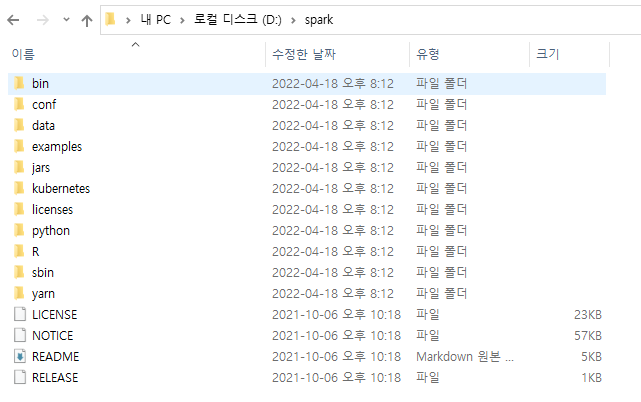 내 PC > 로컬 디스크 (D:) > spark
이름 수정한 날짜 유형 크기
bin 2022-04-18 오후 8:12 파일 폴더
conf 2022-04-18 오후 8:12 파일 폴더
data 2022-04-18 오후 8:12 파일 폴더
examples 2022-04-18 오후 8:12 파일 폴더
jars 2022-04-18 오후 8:12 파일 폴더
kubernetes 2022-04-18 오후 8:12 파일 폴더
licenses 2022-04-18 오후 8:12 파일 폴더
python 2022-04-18 오후 8:12 파일 폴더
R 2022-04-18 오후 8:12 파일 폴더
sbin 2022-04-18 오후 8:12 파일 폴더
yarn 2022-04-18 오후 8:12 파일 폴더
LICENSE 2021-10-06 오후 10:18 파일 23KB
NOTICE 2021-10-06 오후 10:18 파일 57KB
README 2021-10-06 오후 10:18 Markdown 원본 ... 5KB
RELEASE 2021-10-06 오후 10:18 파일 1KB